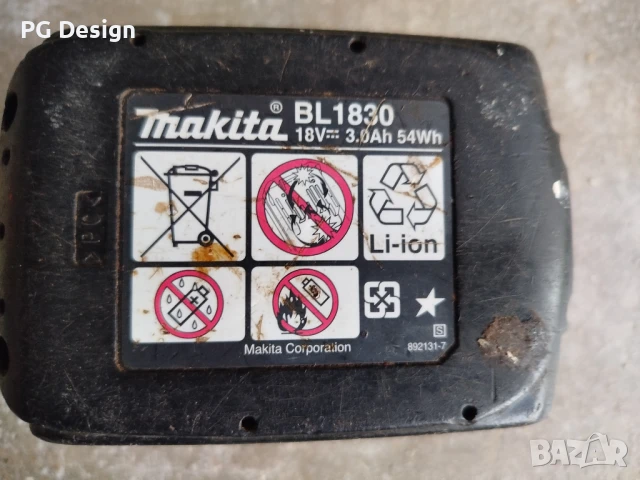 PG Design
makita® BL1830
18V⎓ 3.0Ah 54Wh
Li-ion
S
Makita Corporation
892131-7
BAZAR